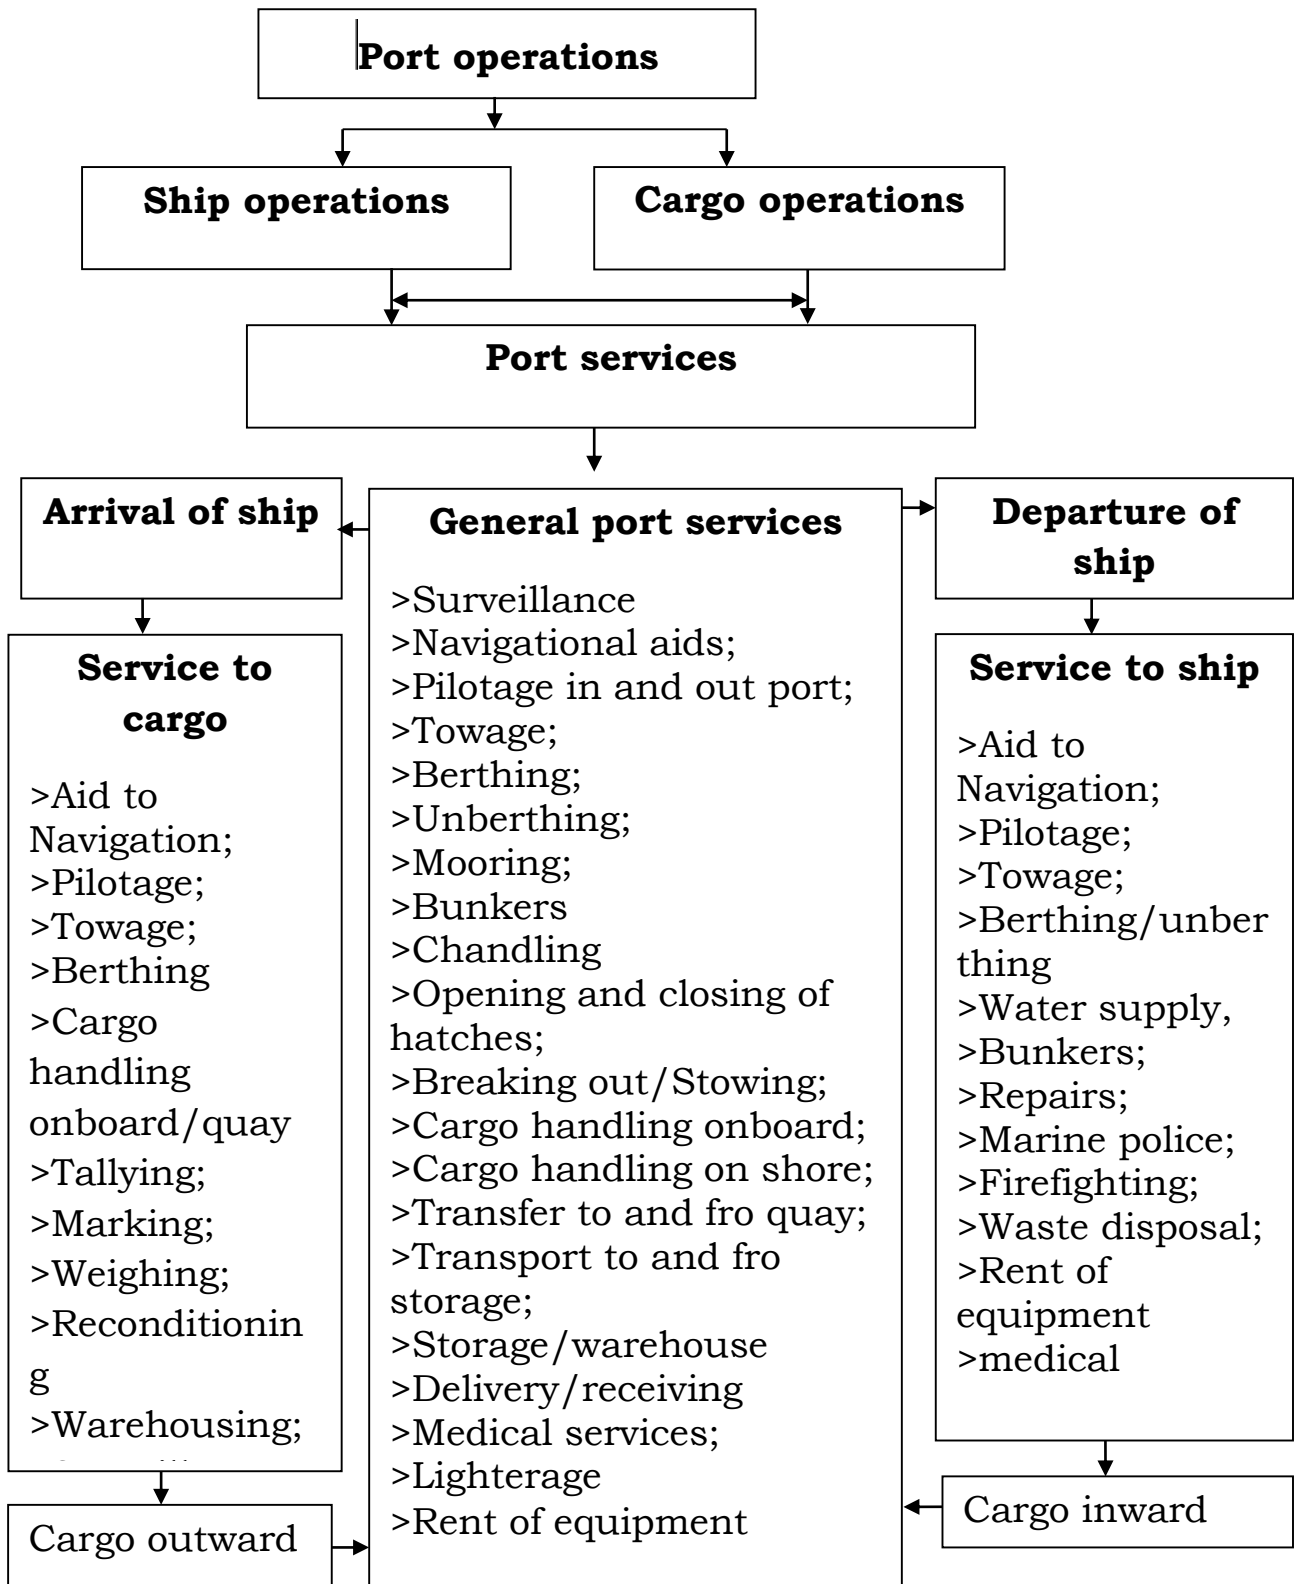 Port operations
Ship operations
Cargo operations
Port services
Arrival of ship
General port services
>Surveillance
>Navigational aids;
>Pilotage in and out port;
>Towage;
>Berthing;
>Unberthing;
>Mooring;
>Bunkers
>Chandling
>Opening and closing of
hatches;
>Breaking out/Stowing;
>Cargo handling onboard;
>Cargo handling on shore;
>Transfer to and fro quay;
>Transport to and fro
storage;
>Storage/warehouse
>Delivery/receiving
>Medical services;
>Lighterage
>Rent of equipment
Departure of
ship
Service to
cargo
>Aid to
Navigation;
>Pilotage;
>Towage;
>Berthing
>Cargo
handling
onboard/quay
>Tallying;
>Marking;
>Weighing;
>Reconditionin
g
>Warehousing;
Service to ship
>Aid to
Navigation;
>Pilotage;
>Towage;
>Berthing/unber
thing
>Water supply,
>Bunkers;
>Repairs;
>Marine police;
>Firefighting;
>Waste disposal;
>Rent of
equipment
>medical
Cargo outward
Cargo inward